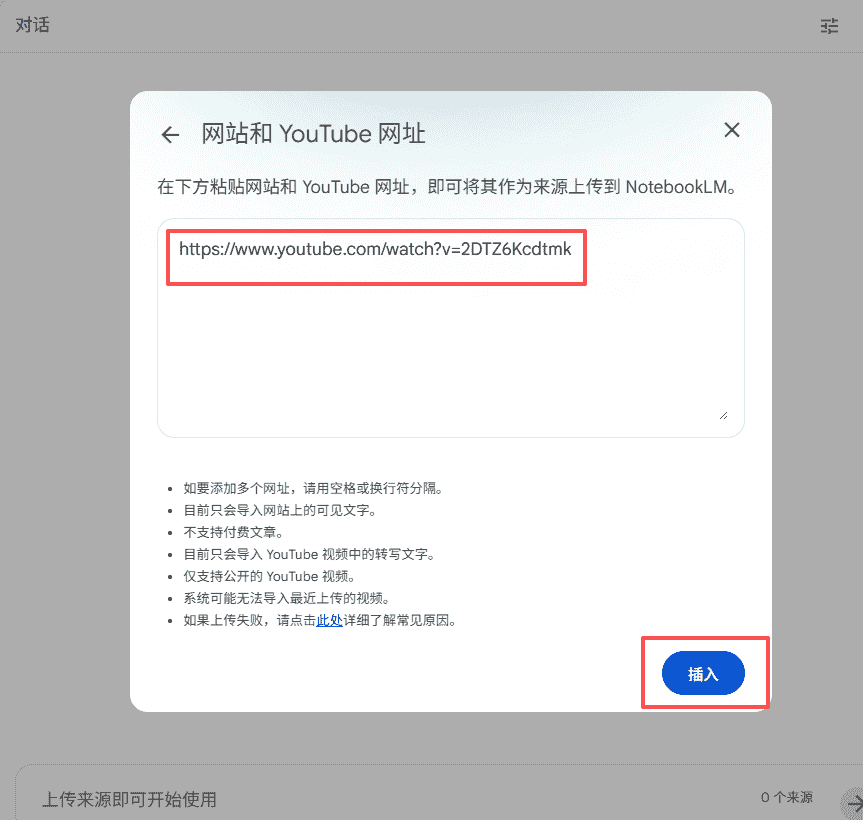 对话
网站和 YouTube 网址
在下方粘贴网站和 YouTube 网址，即可将其作为来源上传到 NotebookLM。
https://www.youtube.com/watch?v=2DTZ6Kcdtmk
如要添加多个网址，请用空格或换行符分隔。
目前只会导入网站上的可见文字。
不支持付费文章。
目前只会导入 YouTube 视频中的转写文字。
仅支持公开的 YouTube 视频。
系统可能无法导入最近上传的视频。
如果上传失败，请点击此处详细了解常见原因。
插入
上传来源即可开始使用
0 个来源